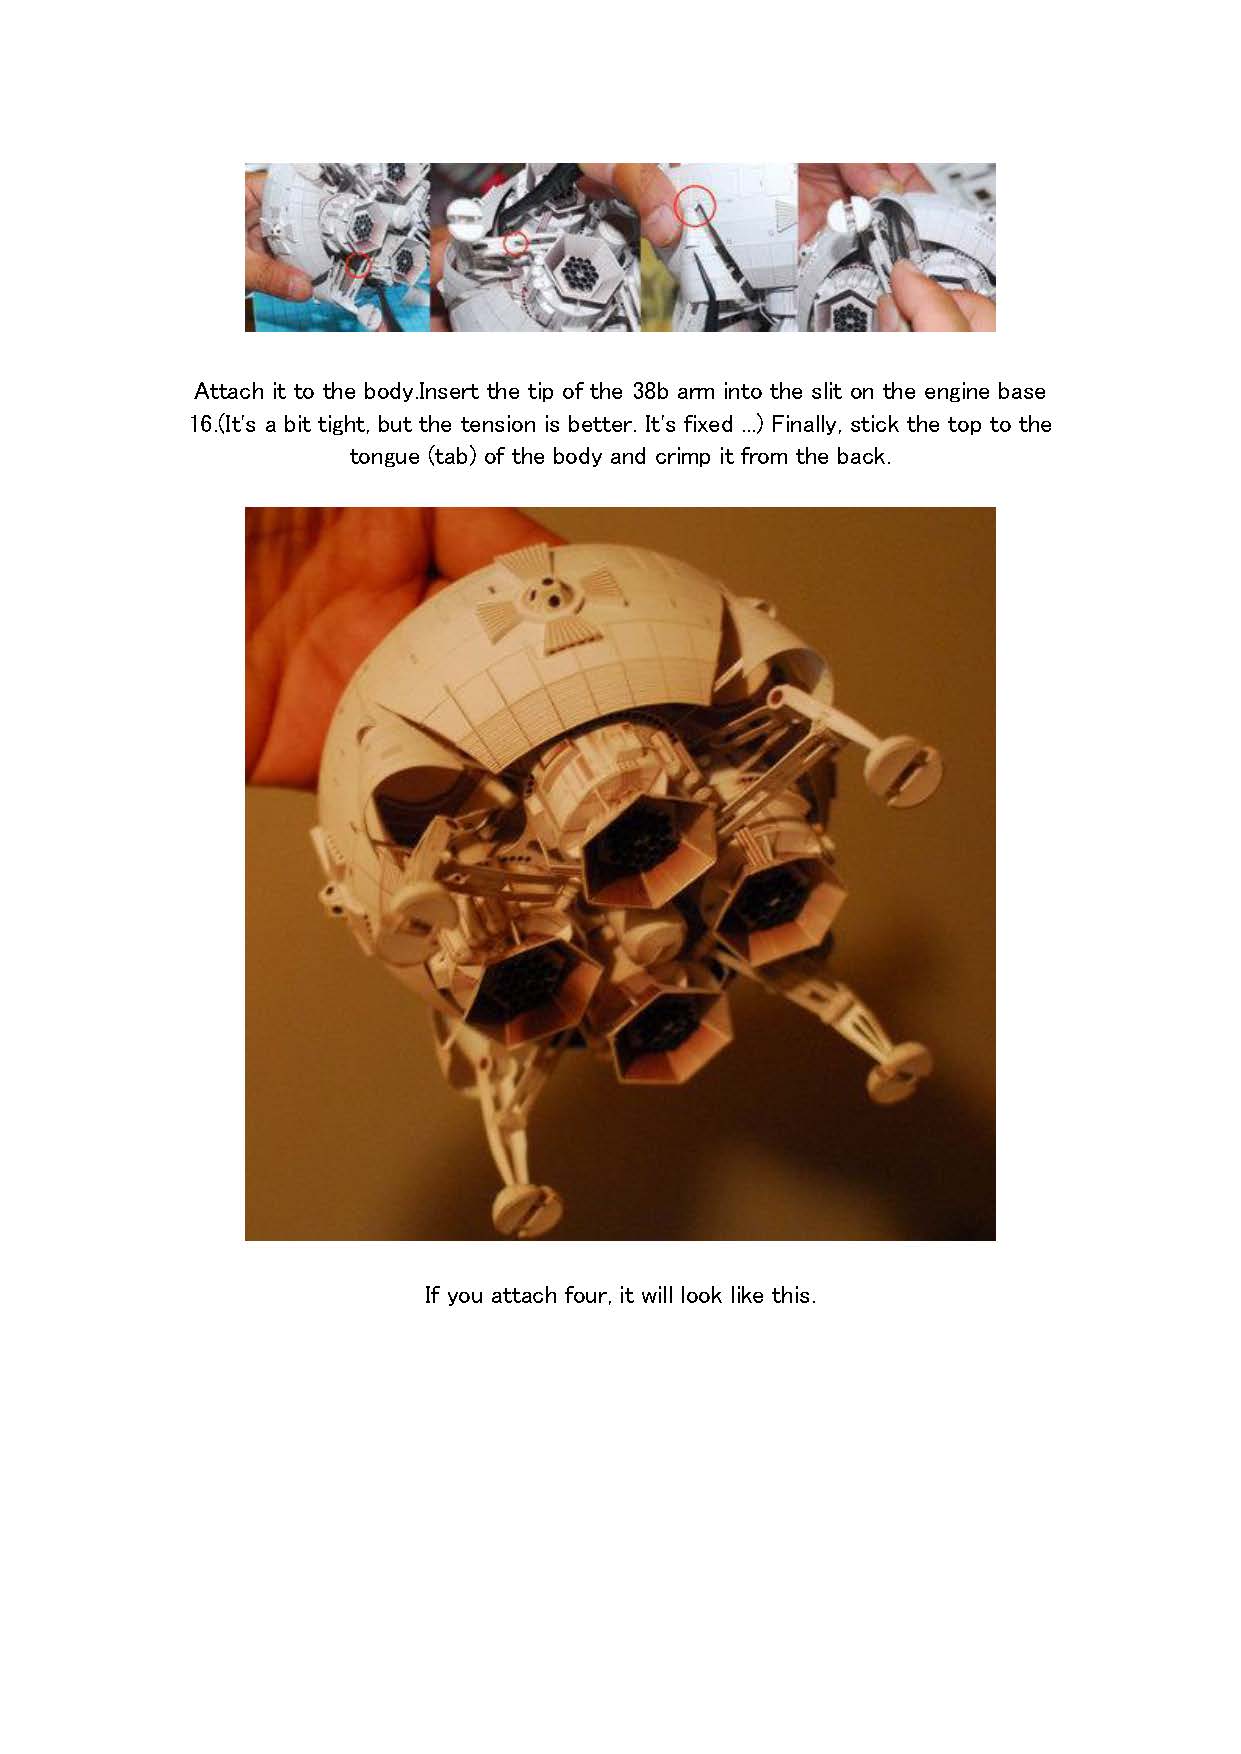 Attach it to the body.Insert the tip of the 38b arm into the slit on the engine base
16.(It's a bit tight, but the tension is better. It's fixed ...) Finally, stick the top to the
tongue (tab) of the body and crimp it from the back.
If you attach four, it will look like this.